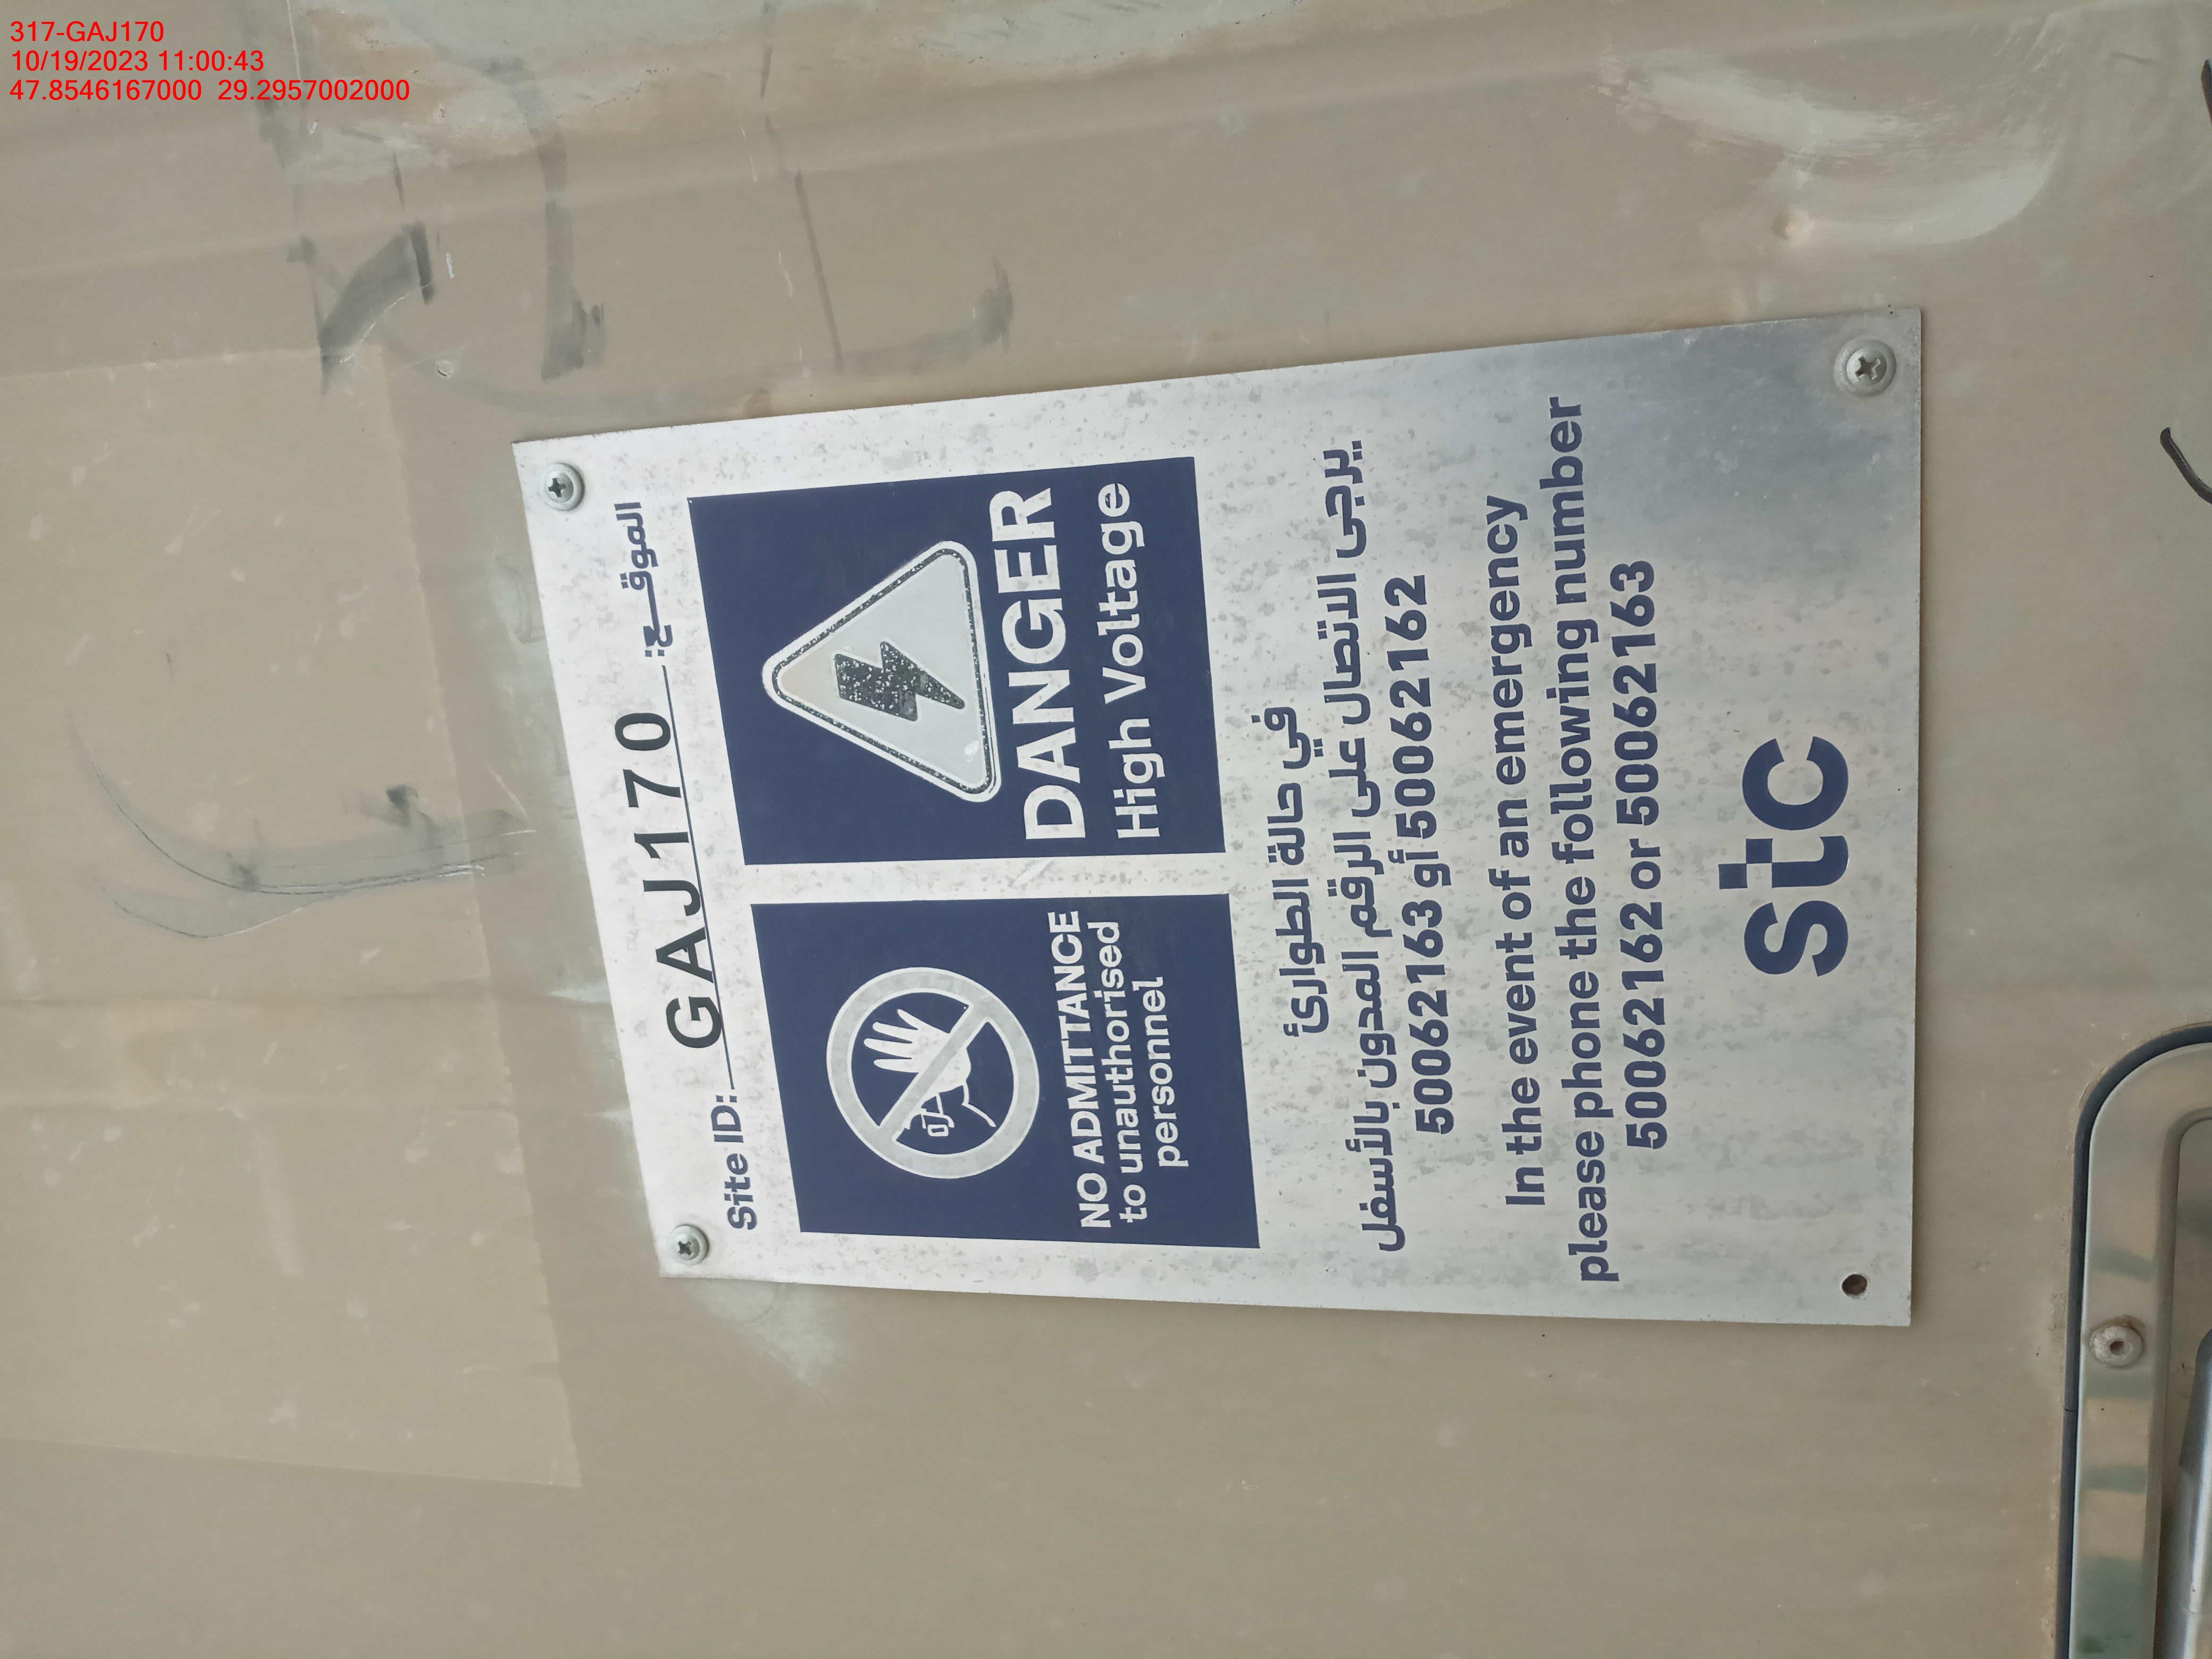 317-GAJ170
10/19/2023 11:00:43
47.8546167000 29.2957002000
Site ID: GAJ170 الموقـــع:
NO ADMITTANCE
to unauthorised
personnel
DANGER
High Voltage
في حالة الطوارئ
يرجى الاتصال على الرقم المدون بالأسفل
50062163 أو 50062162
In the event of an emergency
please phone the following number
50062162 or 50062163
stc